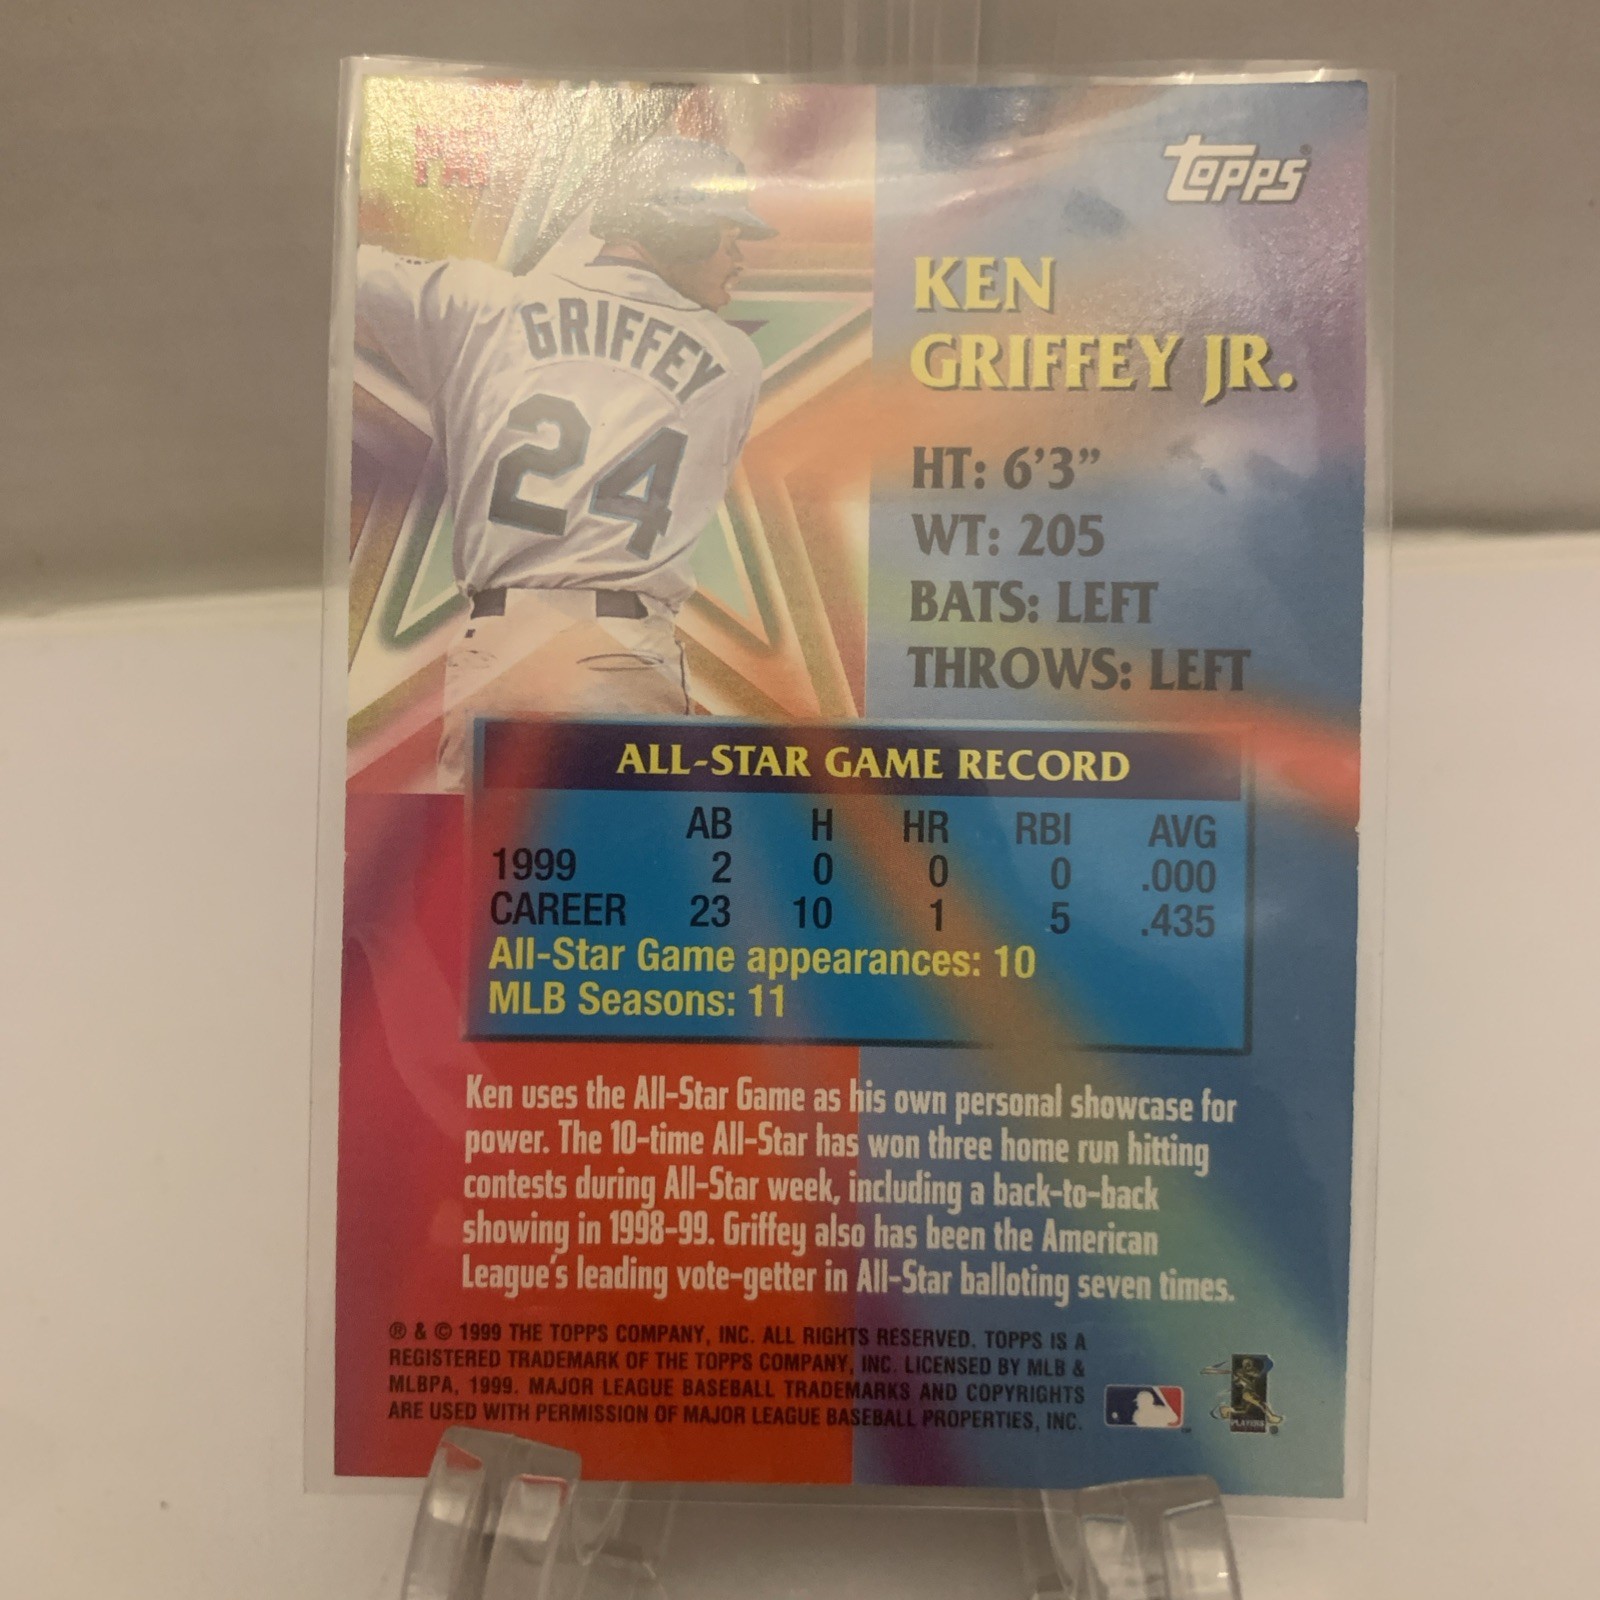 Topps®
KEN
GRIFFEY JR.
GRIFFEY
24
HT: 6'3"
WT: 205
BATS: LEFT
THROWS: LEFT
ALL-STAR GAME RECORD
AB H HR RBI AVG
1999 2 0 0 0 .000
CAREER 23 10 1 5 .435
All-Star Game appearances: 10
MLB Seasons: 11
Ken uses the All-Star Game as his own personal showcase for
power. The 10-time All-Star has won three home run hitting
contests during All-Star week, including a back-to-back
showing in 1998-99. Griffey also has been the American
League's leading vote-getter in All-Star balloting seven times.
® & © 1999 THE TOPPS COMPANY, INC. ALL RIGHTS RESERVED. TOPPS IS A
REGISTERED TRADEMARK OF THE TOPPS COMPANY, INC. LICENSED BY MLB &
MLBPA, 1999. MAJOR LEAGUE BASEBALL TRADEMARKS AND COPYRIGHTS
ARE USED WITH PERMISSION OF MAJOR LEAGUE BASEBALL PROPERTIES, INC.
PLAYERS